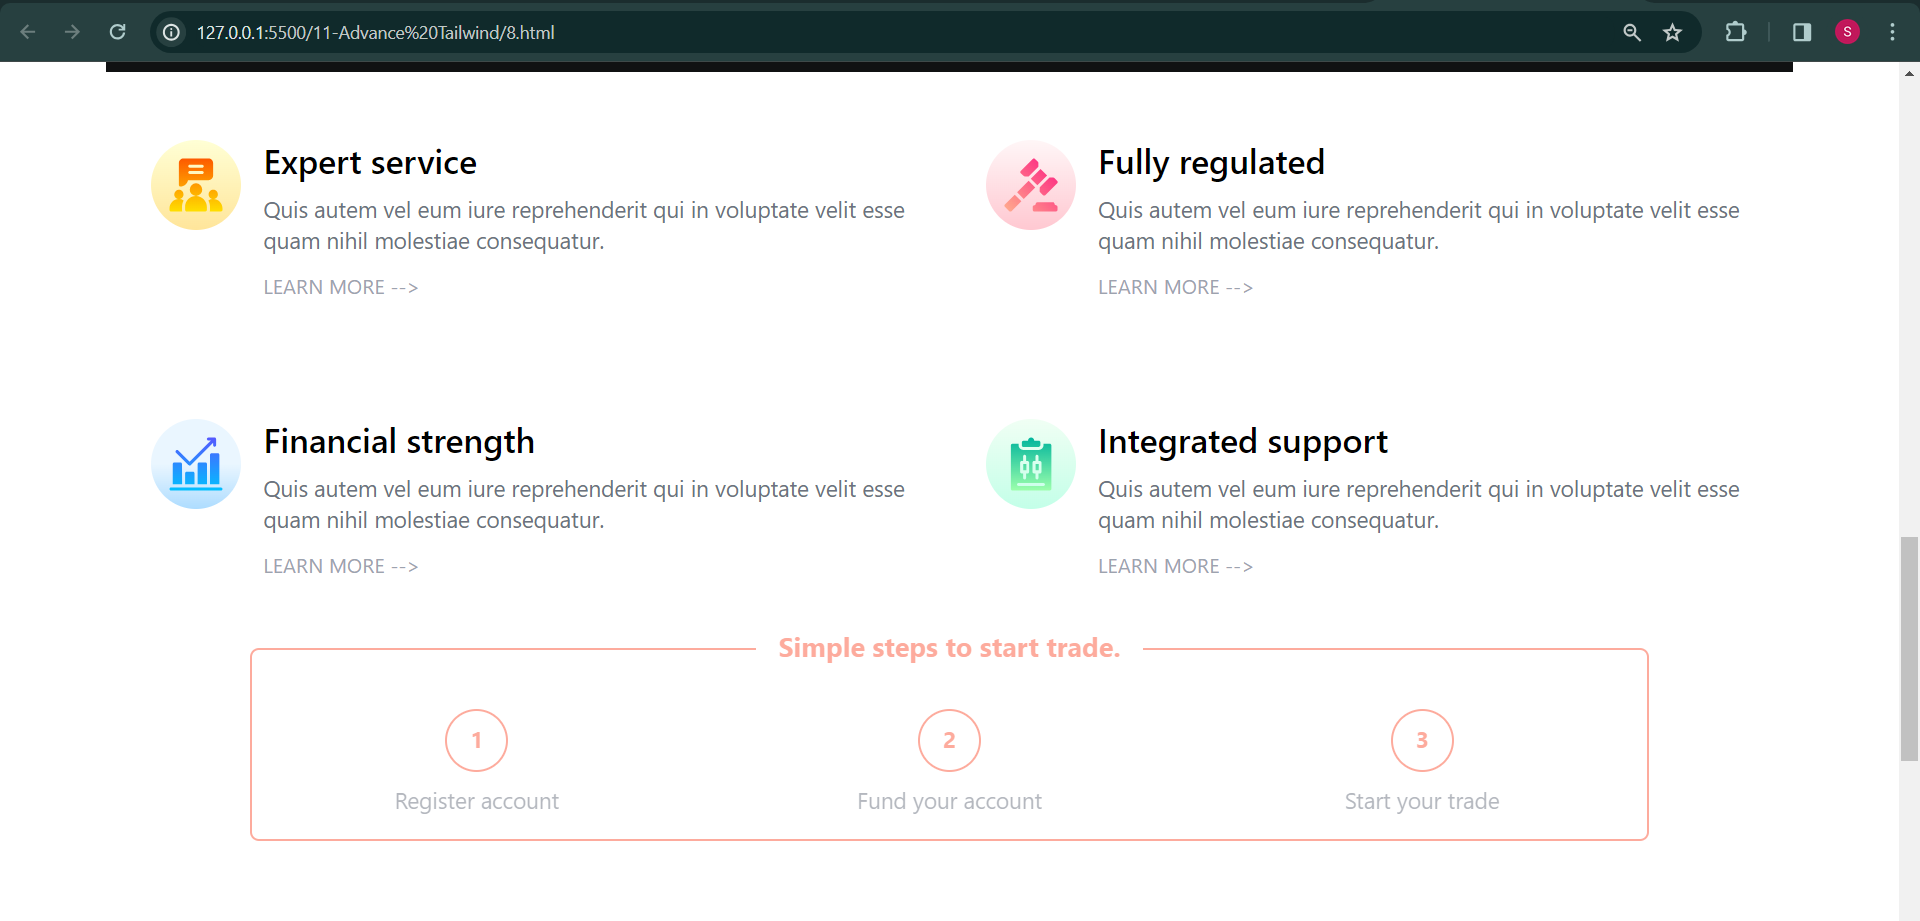 127.0.0.1:5500/11-Advance%20Tailwind/8.html
S
Expert service
Quis autem vel eum iure reprehenderit qui in voluptate velit esse
quam nihil molestiae consequatur.
LEARN MORE -->
Fully regulated
Quis autem vel eum iure reprehenderit qui in voluptate velit esse
quam nihil molestiae consequatur.
LEARN MORE -->
Financial strength
Quis autem vel eum iure reprehenderit qui in voluptate velit esse
quam nihil molestiae consequatur.
LEARN MORE -->
Integrated support
Quis autem vel eum iure reprehenderit qui in voluptate velit esse
quam nihil molestiae consequatur.
LEARN MORE -->
Simple steps to start trade.
1
Register account
2
Fund your account
3
Start your trade